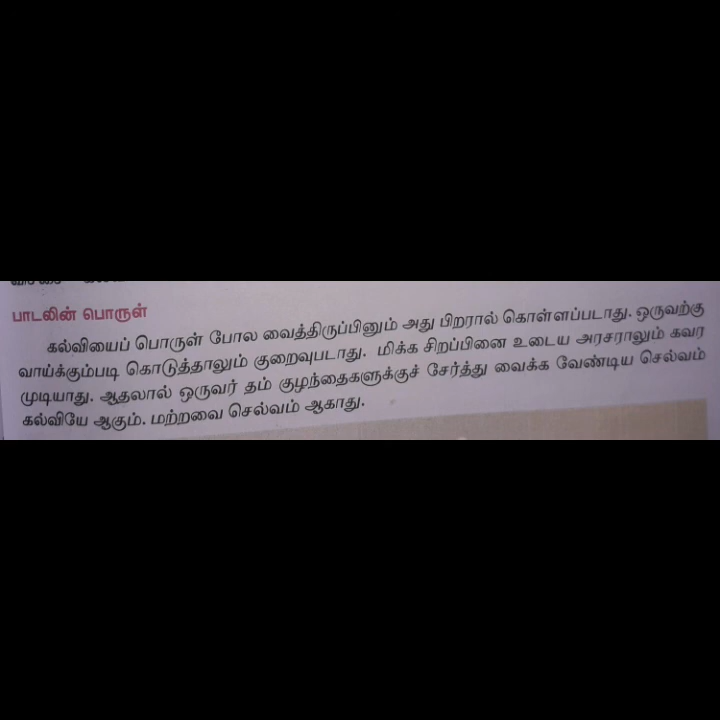 பாடலின் பொருள்
கல்வியைப் பொருள் போல வைத்திருப்பினும் அது பிறரால் கொள்ளப்படாது. ஒருவற்கு
வாய்க்கும்படி கொடுத்தாலும் குறைவுபடாது. மிக்க சிறப்பினை உடைய அரசராலும் கவர
முடியாது. ஆதலால் ஒருவர் தம் குழந்தைகளுக்குச் சேர்த்து வைக்க வேண்டிய செல்வம்
கல்வியே ஆகும். மற்றவை செல்வம் ஆகாது.